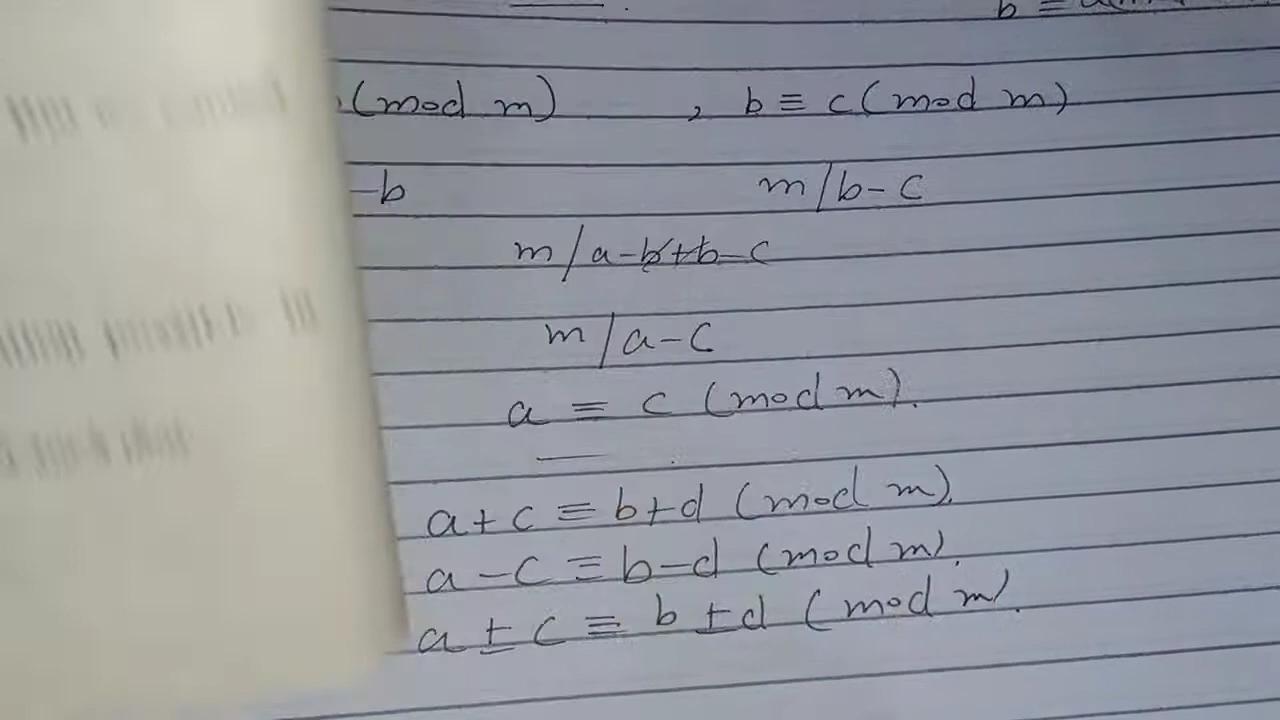 (mod m) , b ≡ c (mod m)
-b m/b-c
m/a-b+b-c
m/a-c
a ≡ c (mod m).
a+c ≡ b+d (mod m).
a-c ≡ b-d (mod m).
a ± c ≡ b ± d (mod m).